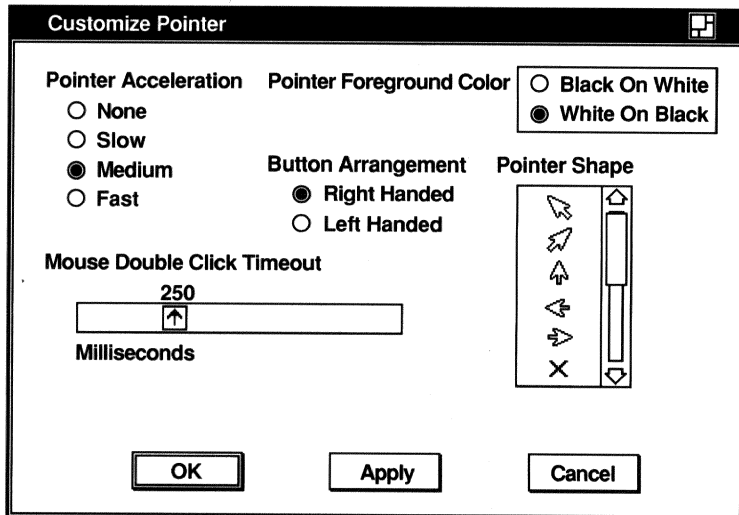 Customize Pointer
Pointer Acceleration
None
Slow
Medium
Fast
Pointer Foreground Color
Black On White
White On Black
Button Arrangement
Right Handed
Left Handed
Pointer Shape
Mouse Double Click Timeout
250
Milliseconds
OK
Apply
Cancel